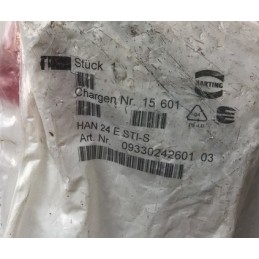 Stück 1
HARTING
Chargen Nr. 15 601
HAN 24 E STI-S
Art. Nr 09330242601 03